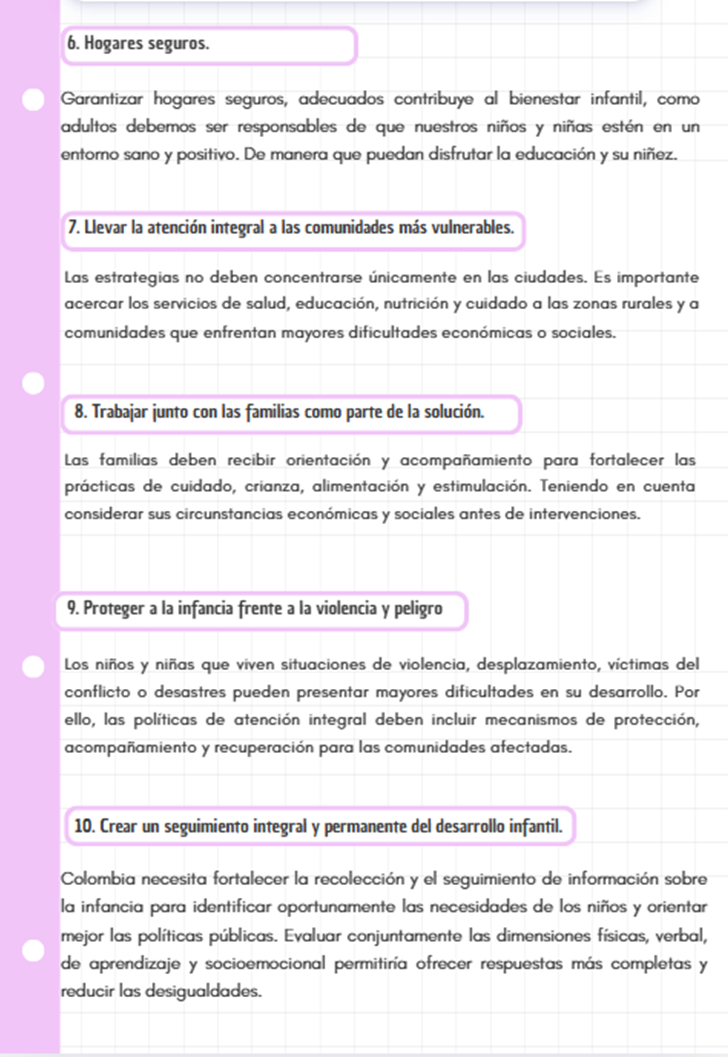 6. Hogares seguros.
Garantizar hogares seguros, adecuados contribuye al bienestar infantil, como
adultos debemos ser responsables de que nuestros niños y niñas estén en un
entorno sano y positivo. De manera que puedan disfrutar la educación y su niñez.
7. Llevar la atención integral a las comunidades más vulnerables.
Las estrategias no deben concentrarse únicamente en las ciudades. Es importante
acercar los servicios de salud, educación, nutrición y cuidado a las zonas rurales y a
comunidades que enfrentan mayores dificultades económicas o sociales.
8. Trabajar junto con las familias como parte de la solución.
Las familias deben recibir orientación y acompañamiento para fortalecer las
prácticas de cuidado, crianza, alimentación y estimulación. Teniendo en cuenta
considerar sus circunstancias económicas y sociales antes de intervenciones.
9. Proteger a la infancia frente a la violencia y peligro
Los niños y niñas que viven situaciones de violencia, desplazamiento, víctimas del
conflicto o desastres pueden presentar mayores dificultades en su desarrollo. Por
ello, las políticas de atención integral deben incluir mecanismos de protección,
acompañamiento y recuperación para las comunidades afectadas.
10. Crear un seguimiento integral y permanente del desarrollo infantil.
Colombia necesita fortalecer la recolección y el seguimiento de información sobre
la infancia para identificar oportunamente las necesidades de los niños y orientar
mejor las políticas públicas. Evaluar conjuntamente las dimensiones físicas, verbal,
de aprendizaje y socioemocional permitiría ofrecer respuestas más completas y
reducir las desigualdades.